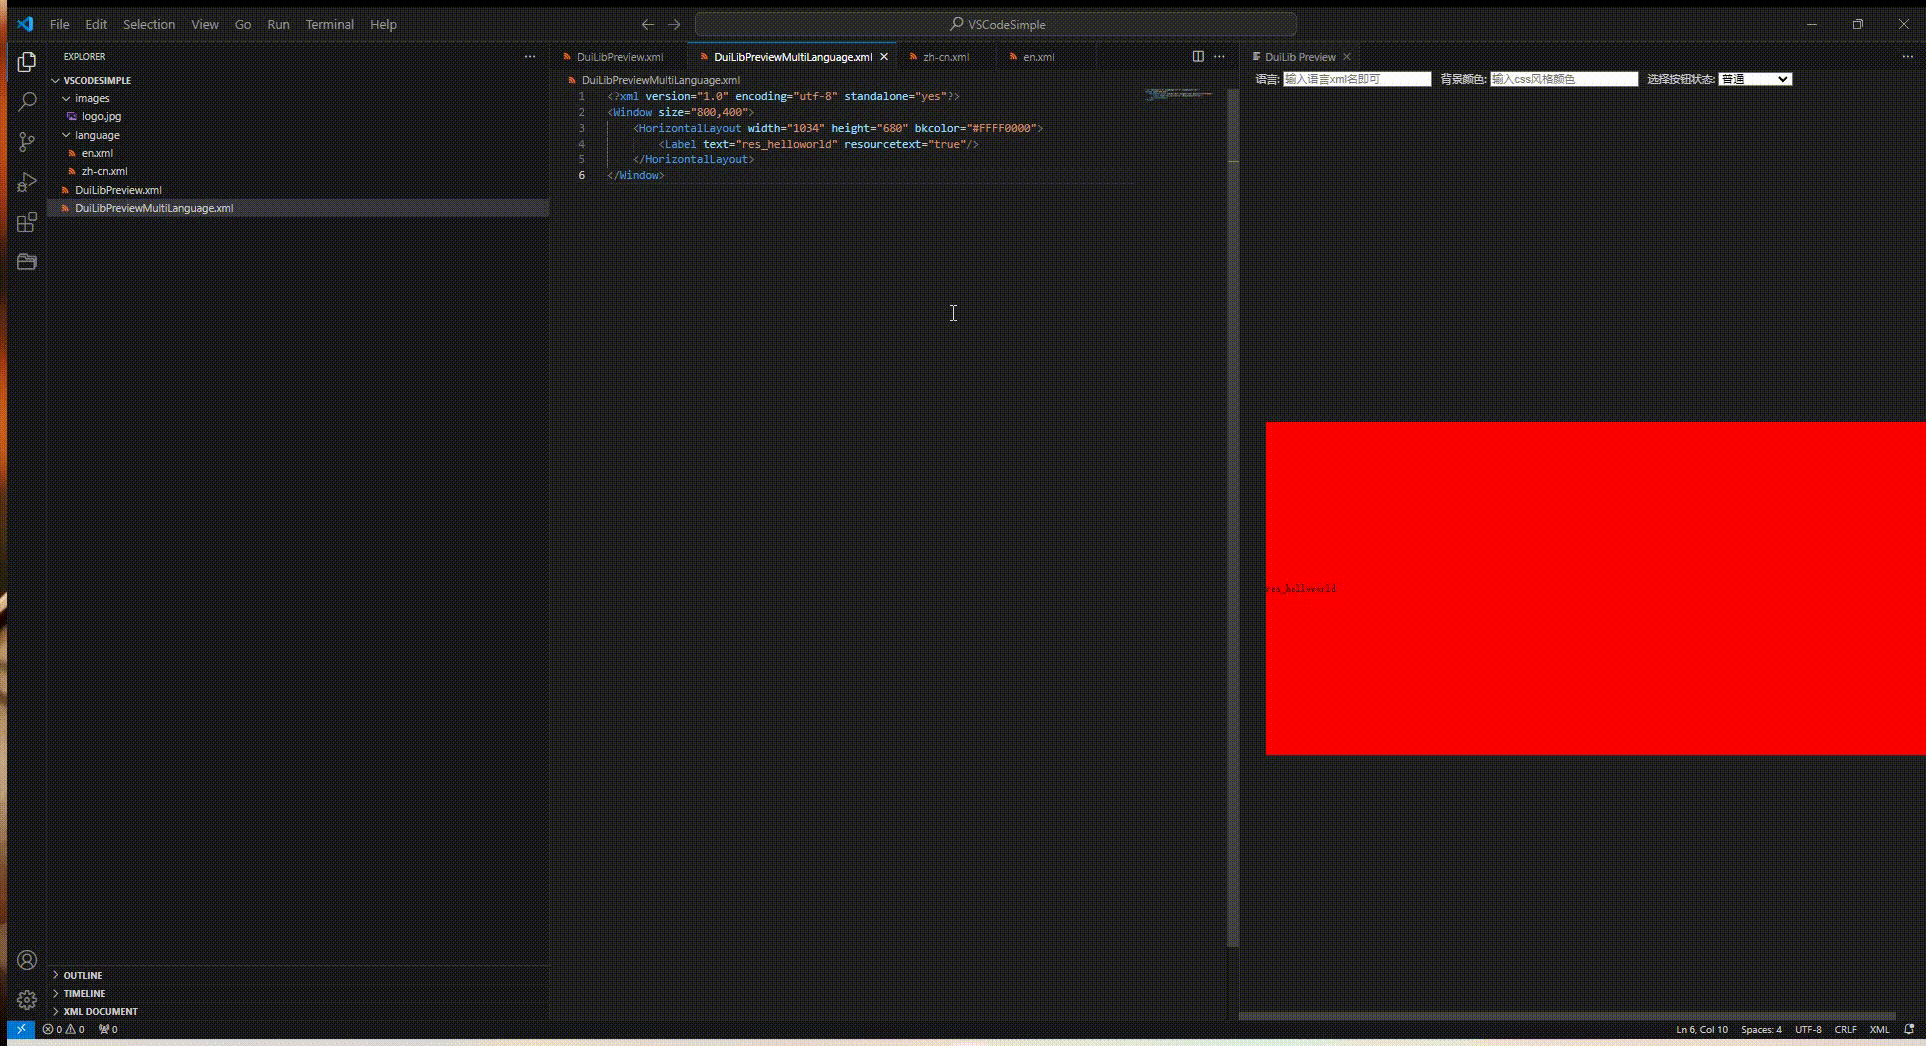 File Edit Selection View Go Run Terminal Help
VSCodeSimple
EXPLORER
VSCODESIMPLE
images
logo.jpg
language
en.xml
zh-cn.xml
DuiLibPreview.xml
DuiLibPreviewMultiLanguage.xml
OUTLINE
TIMELINE
XML DOCUMENT
DuiLibPreview.xml DuiLibPreviewMultiLanguage.xml zh-cn.xml en.xml
DuiLibPreviewMultiLanguage.xml
1 <?xml version="1.0" encoding="utf-8" standalone="yes"?>
2 <Window size="800,400">
3 <HorizontalLayout width="1034" height="680" bkcolor="#FFFF0000">
4 <Label text="res_helloworld" resourcetext="true"/>
5 </HorizontalLayout>
6 </Window>
DuiLib Preview
语言: 输入语言xml名即可 背景颜色: 输入css风格颜色 选择按钮状态: 普通
res_helloworld
0 0 0
Ln 6, Col 10 Spaces: 4 UTF-8 CRLF XML